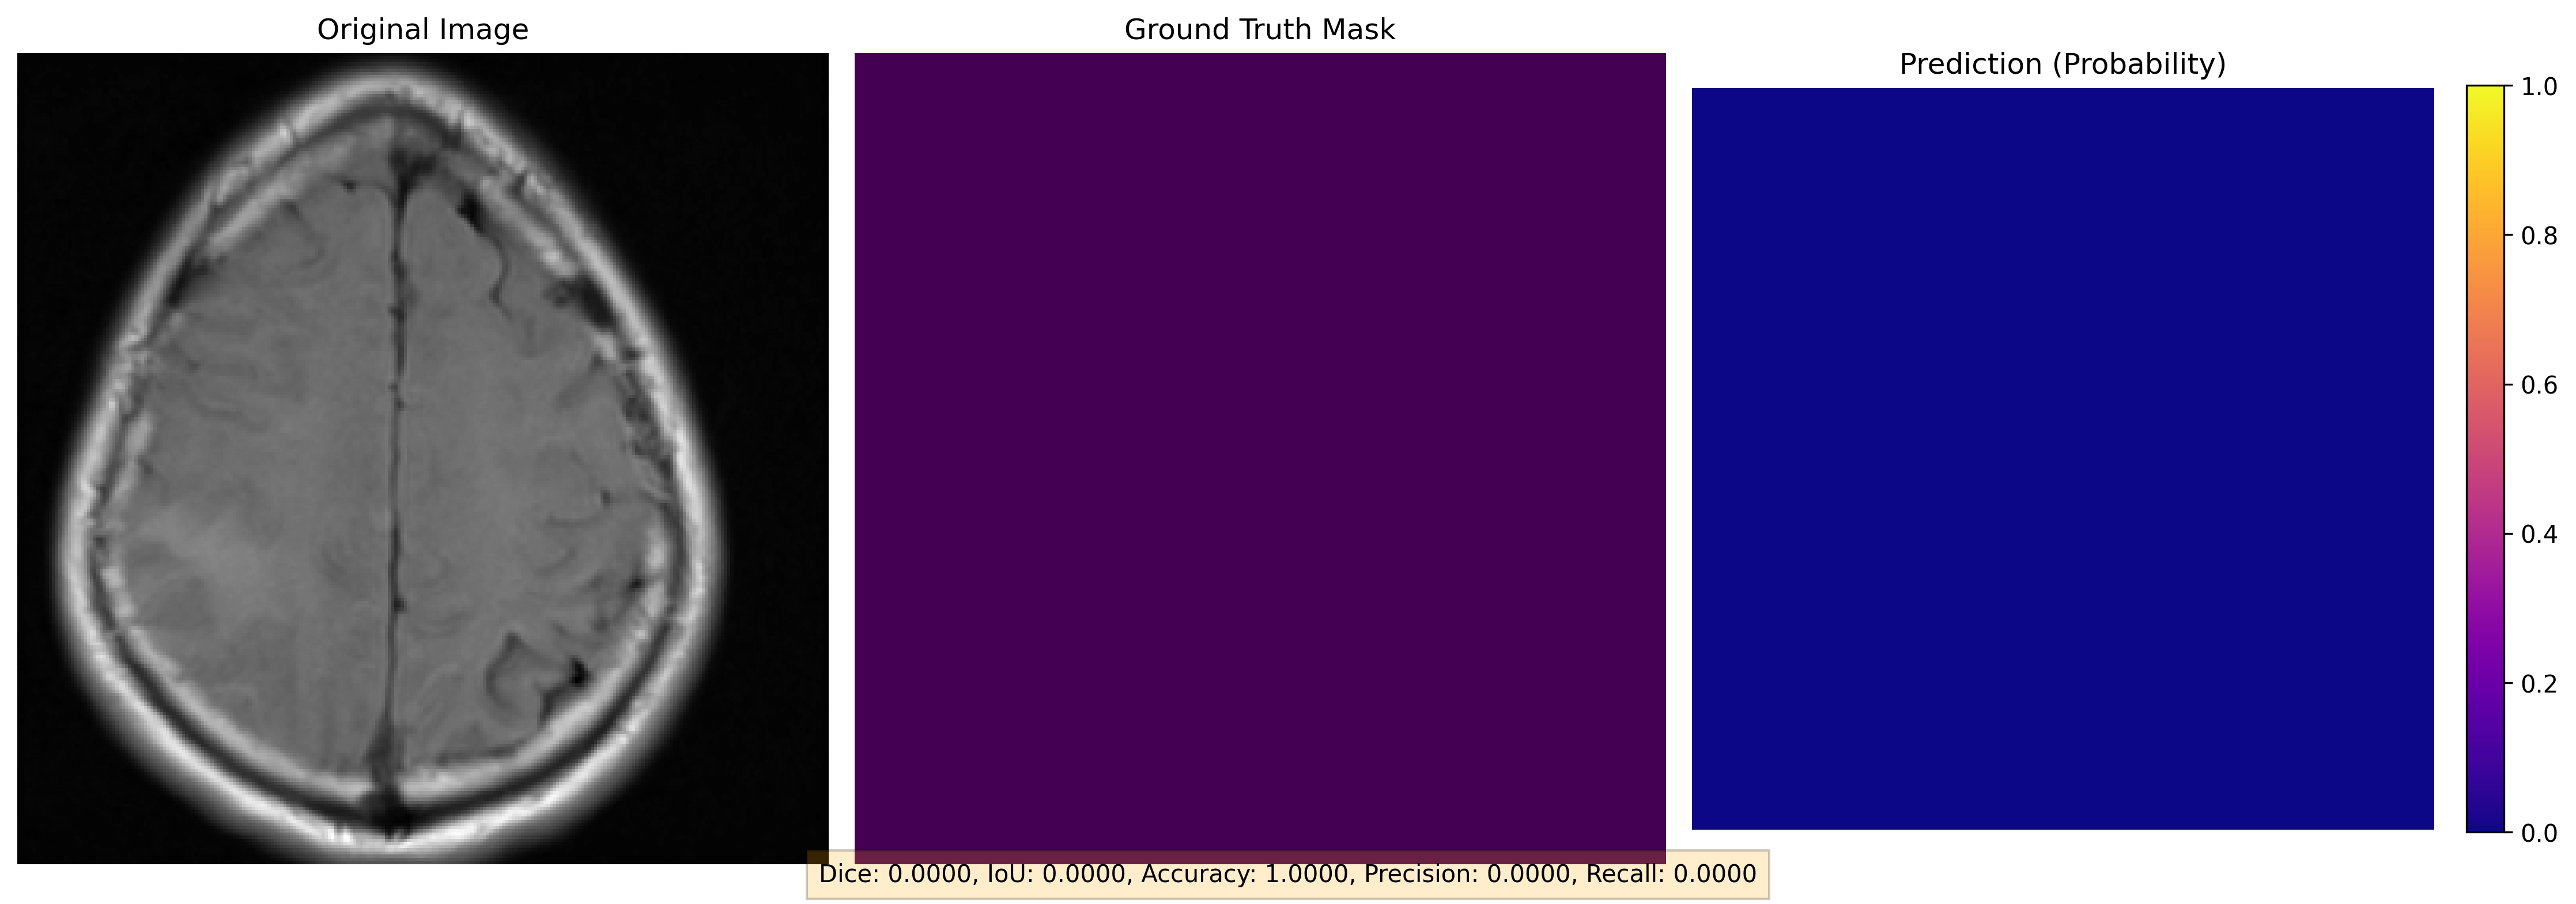 Original Image
Ground Truth Mask
Prediction (Probability)
1.0
0.8
0.6
0.4
0.2
0.0
Dice: 0.0000, IoU: 0.0000, Accuracy: 1.0000, Precision: 0.0000, Recall: 0.0000